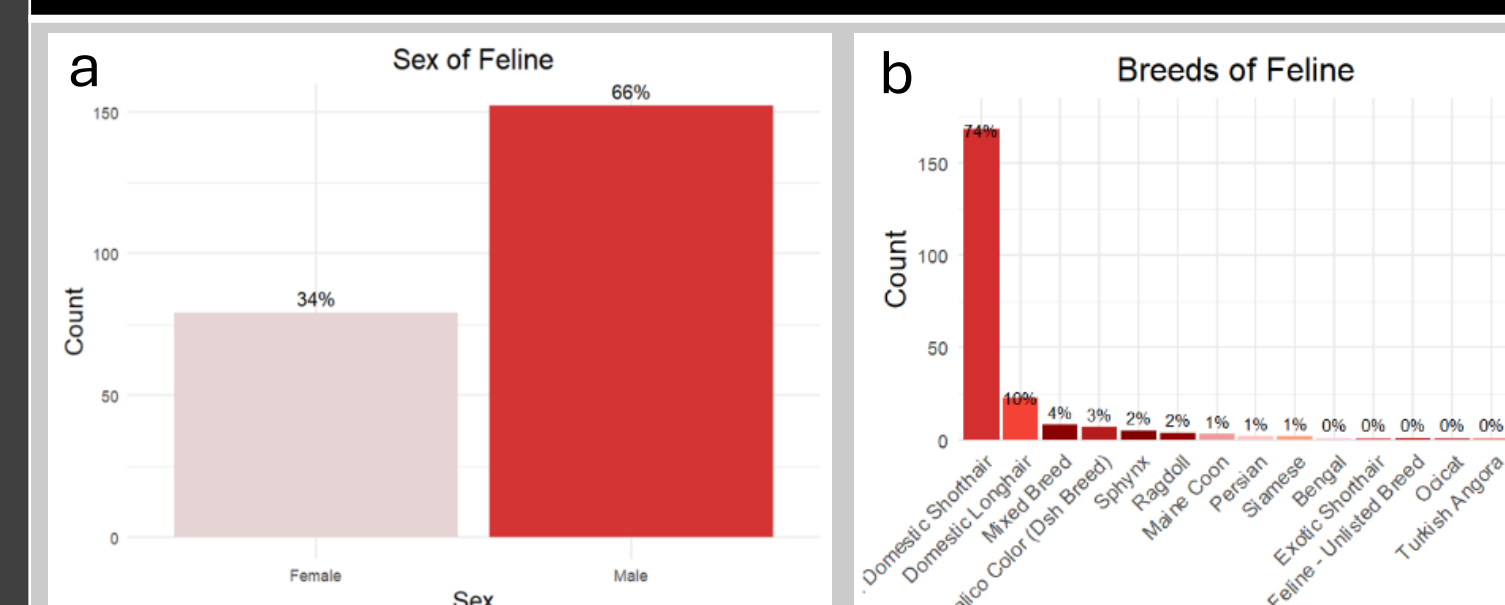 a
Sex of Feline
66%
34%
150
100
50
0
Count
Female
Male
Sex
b
Breeds of Feline
74%
10%
4%
3%
2%
2%
1%
1%
1%
0%
0%
0%
0%
0%
150
100
50
0
Count
Domestic Shorthair
Domestic Longhair
Mixed Breed
Color (Dsh Breed)
Sphynx
Ragdoll
Maine Coon
Persian
Siamese
Bengal
Exotic Shorthair
Feline - Unlisted Breed
Ocicat
Turkish Angora